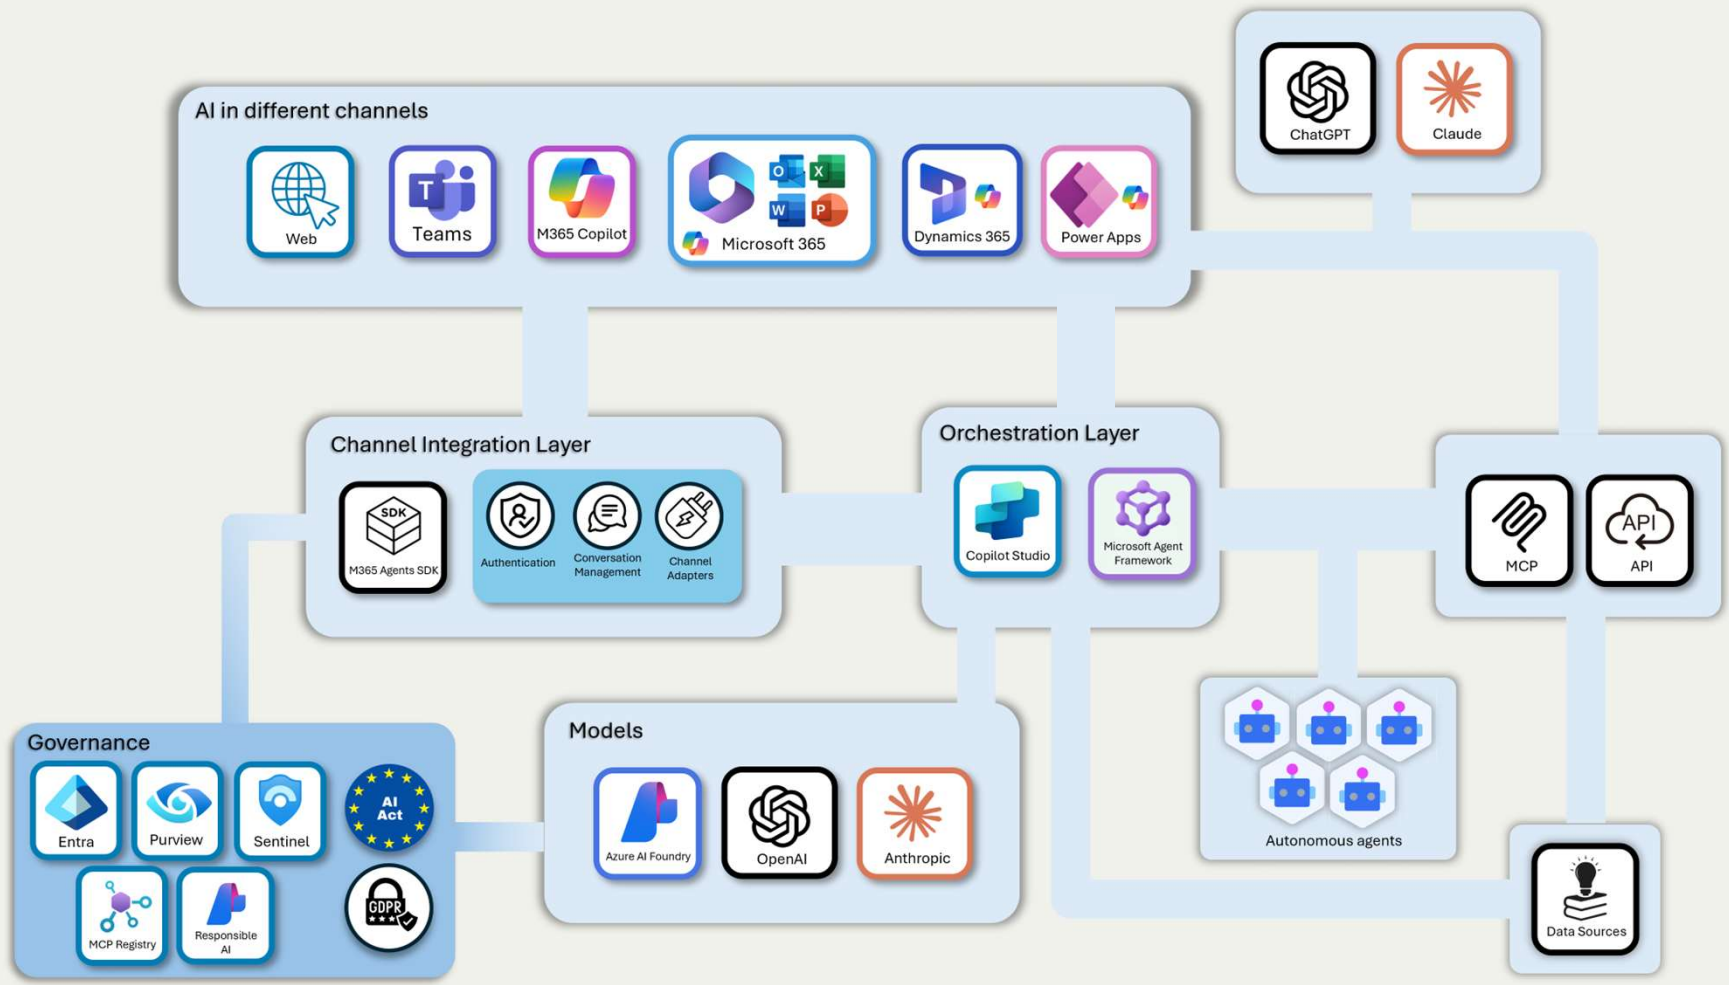 ChatGPT
Claude
AI in different channels
Web
T
Teams
M365 Copilot
O
X
W
P
Microsoft 365
Dynamics 365
Power Apps
Channel Integration Layer
SDK
M365 Agents SDK
Authentication
Conversation
Management
Channel
Adapters
Orchestration Layer
Copilot Studio
Microsoft Agent
Framework
MCP
API
API
Governance
Entra
Purview
Sentinel
AI
Act
MCP Registry
Responsible
AI
GDPR
Models
Azure AI Foundry
OpenAI
Anthropic
Autonomous agents
Data Sources